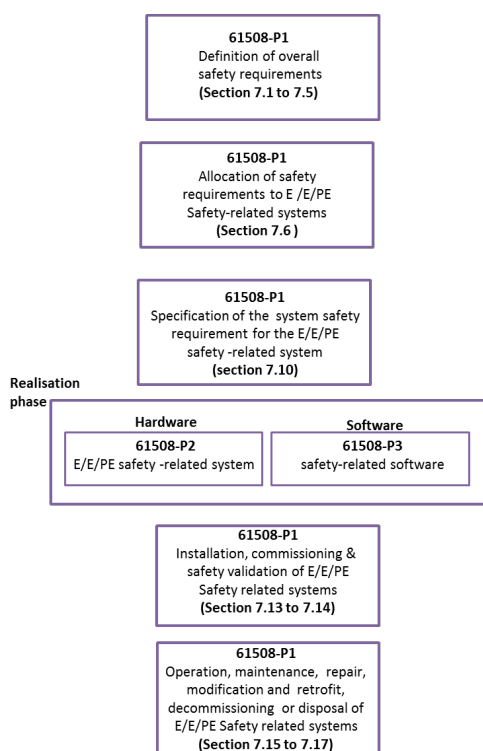 61508-P1
Definition of overall
safety requirements
(Section 7.1 to 7.5)
61508-P1
Allocation of safety
requirements to E /E/PE
Safety-related systems
(Section 7.6 )
61508-P1
Specification of the system safety
requirement for the E/E/PE
safety -related system
(section 7.10)
Realisation
phase
Hardware
61508-P2
E/E/PE safety -related system
Software
61508-P3
safety-related software
61508-P1
Installation, commissioning &
safety validation of E/E/PE
Safety related systems
(Section 7.13 to 7.14)
61508-P1
Operation, maintenance, repair,
modification and retrofit,
decommissioning or disposal of
E/E/PE Safety related systems
(Section 7.15 to 7.17)